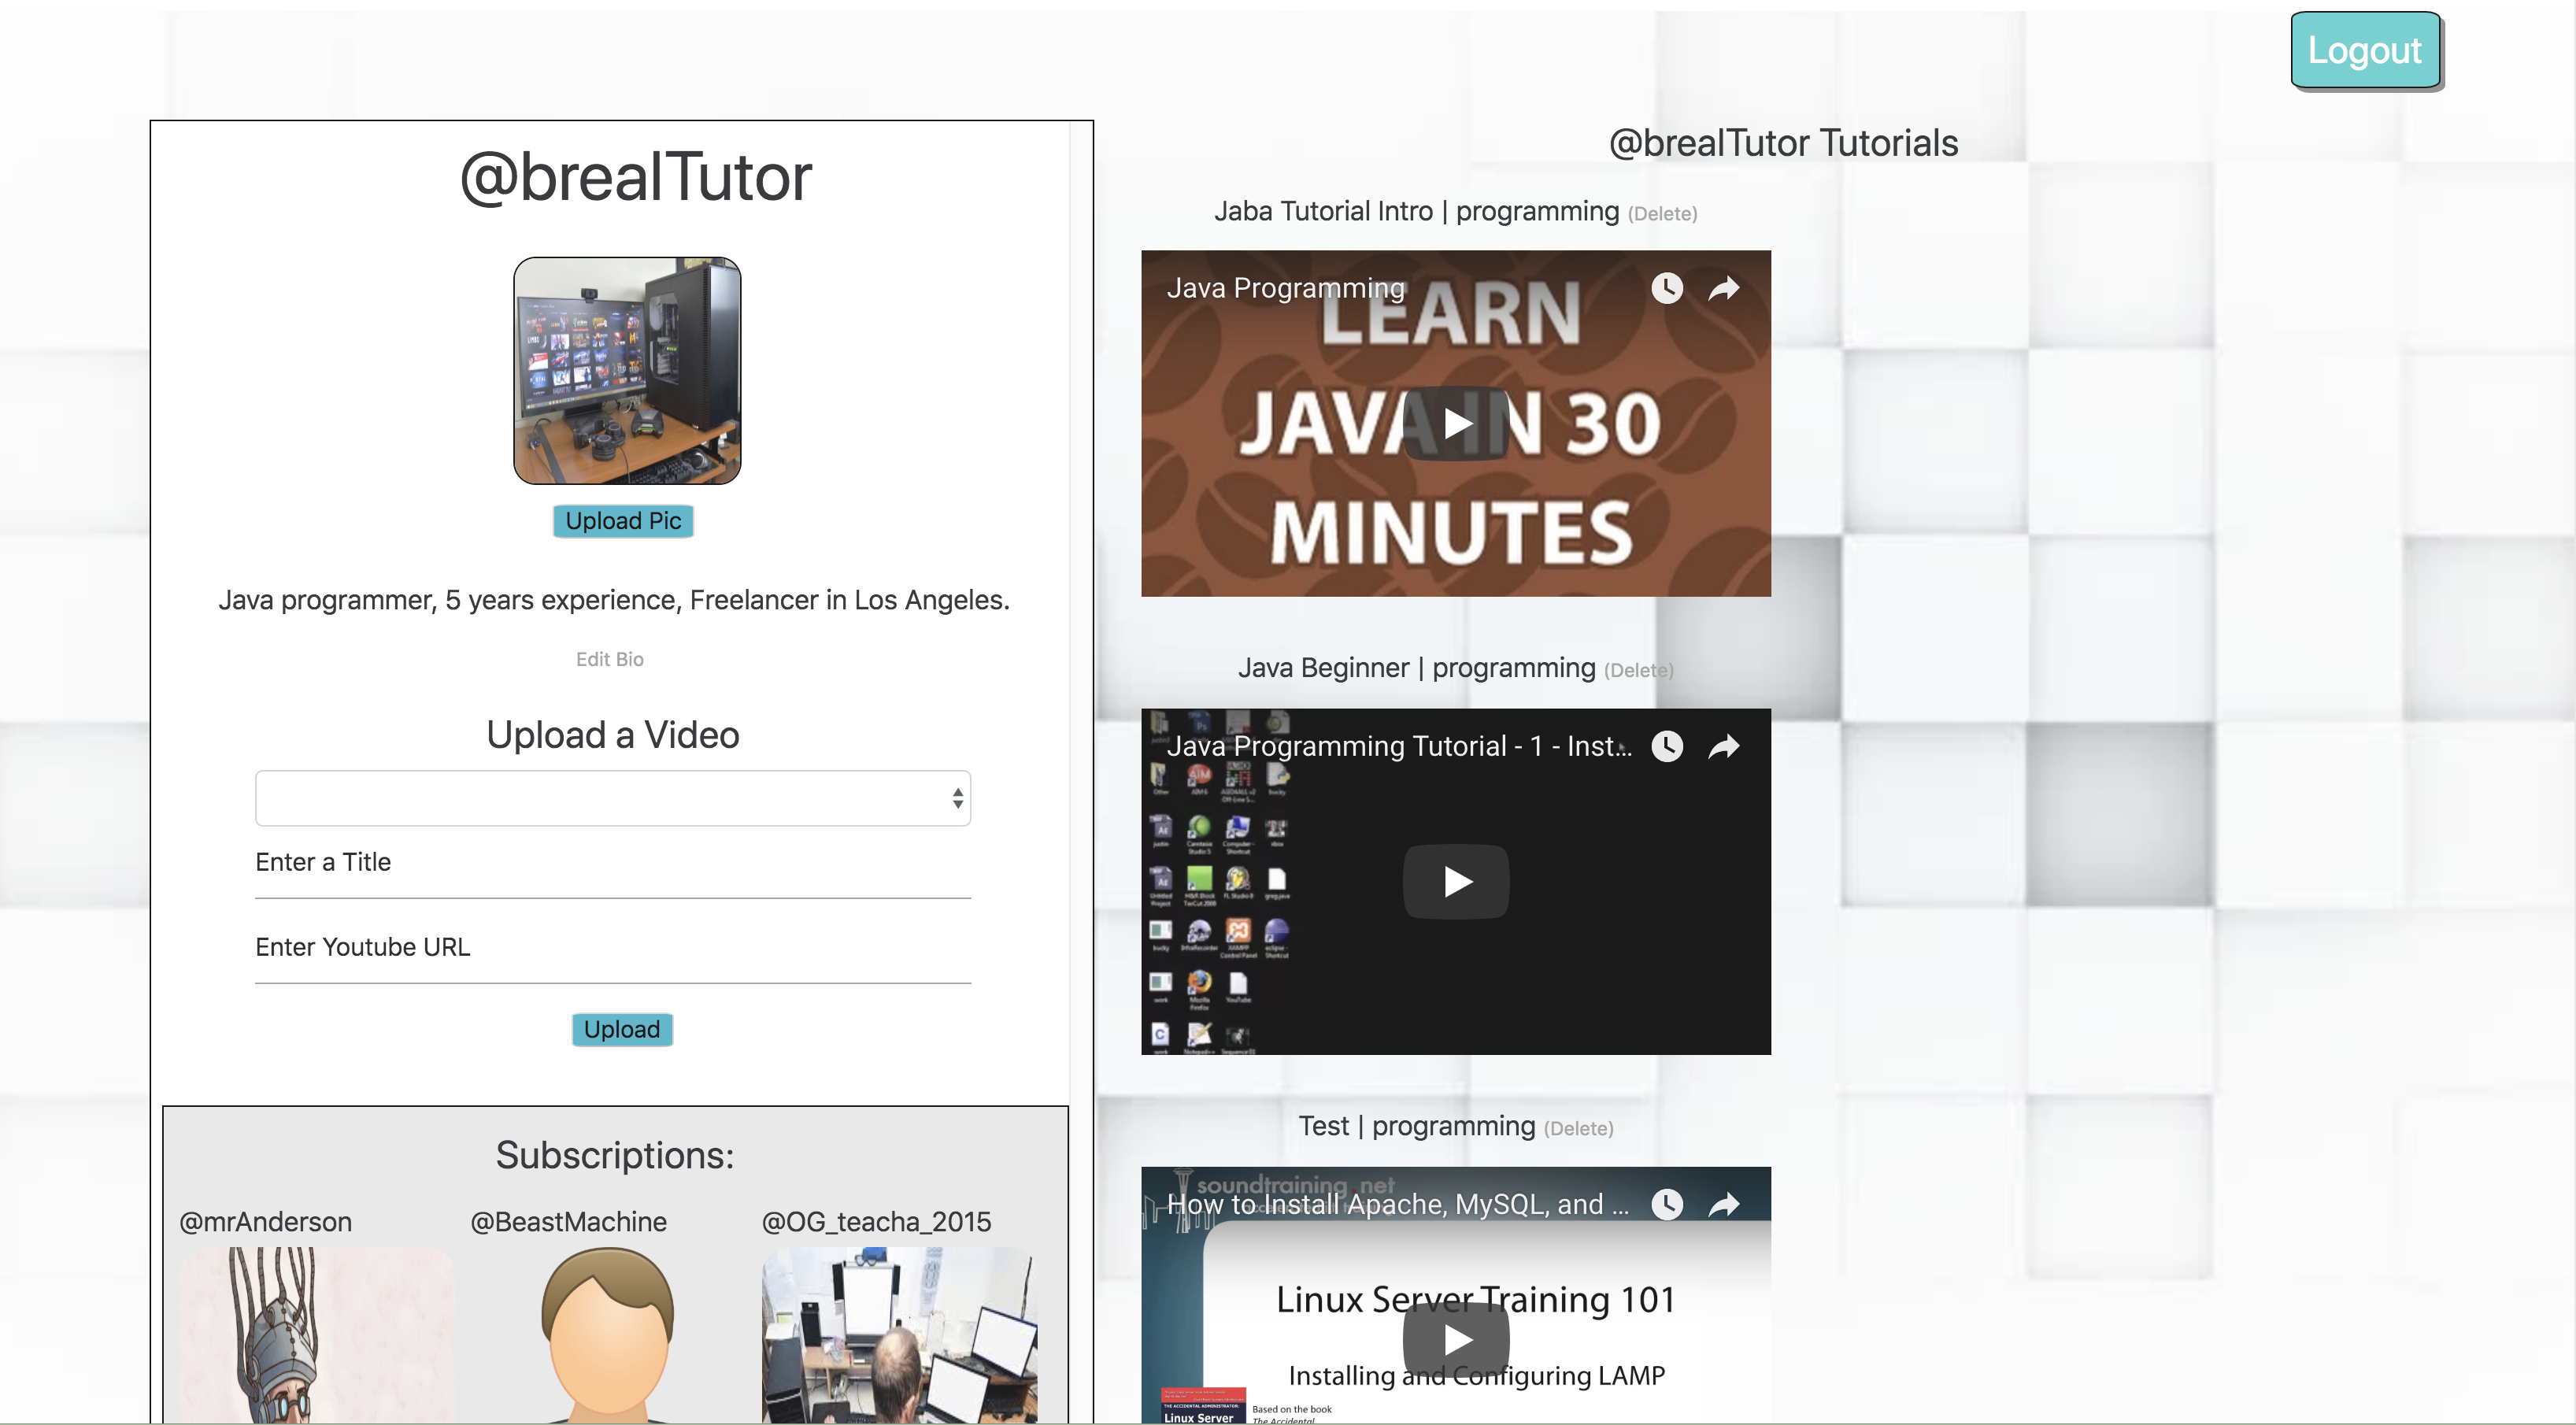 Logout
@brealTutor
Upload Pic
Java programmer, 5 years experience, Freelancer in Los Angeles.
Edit Bio
Upload a Video
Enter a Title
Enter Youtube URL
Upload
Subscriptions:
@mrAnderson
@BeastMachine
@OG_teacha_2015
@brealTutor Tutorials
Jaba Tutorial Intro | programming (Delete)
Java Programming
LEARN
JAVA IN 30
MINUTES
Java Beginner | programming (Delete)
Java Programming Tutorial - 1 - Inst...
Test | programming (Delete)
soundtraining.net
How to Install Apache, MySQL, and ...
Linux Server Training 101
Installing and Configuring LAMP
THE ACCIDENTAL ADMINISTRATOR:
Linux Server
Based on the book
The Accidental